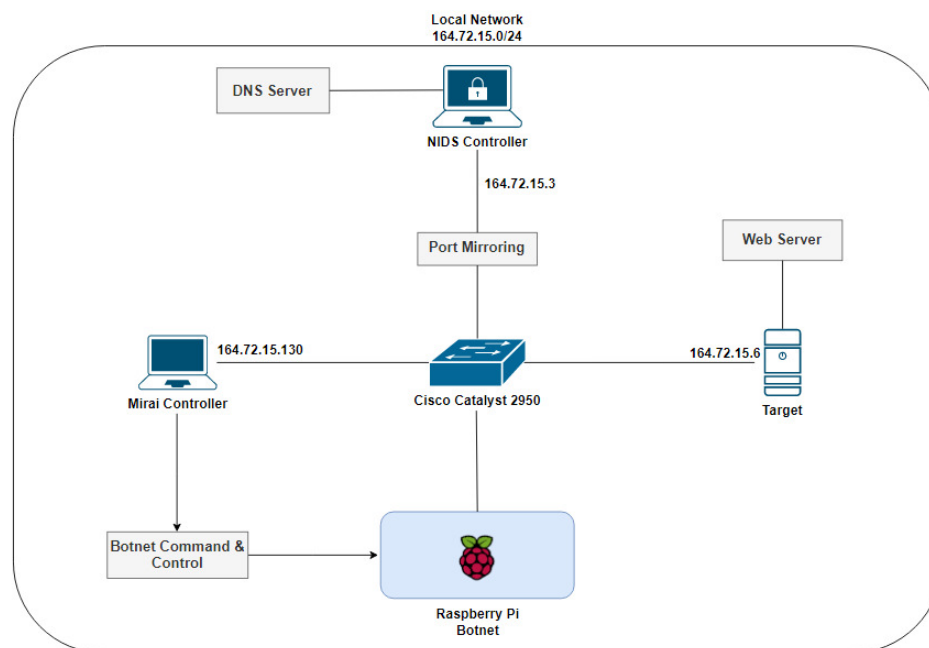 Local Network
164.72.15.0/24
DNS Server
NIDS Controller
164.72.15.3
Port Mirroring
Web Server
164.72.15.130
164.72.15.6
Mirai Controller
Cisco Catalyst 2950
Target
Botnet Command &
Control
Raspberry Pi
Botnet